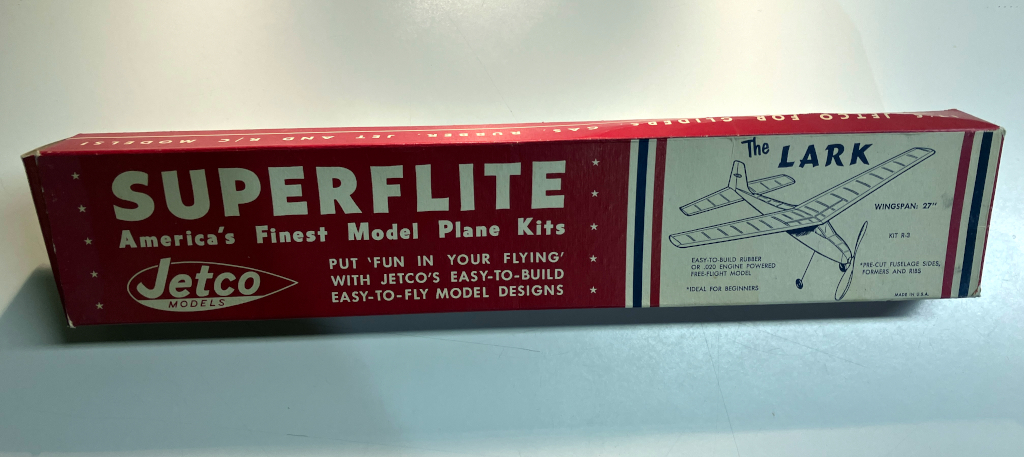 JETCO FOR GLIDERS, GAS, RUBBER, JET AND R/C MODELS!
SUPERFLITE
America's Finest Model Plane Kits
Jetco
MODELS
PUT 'FUN IN YOUR FLYING'
WITH JETCO'S EASY-TO-BUILD
EASY-TO-FLY MODEL DESIGNS
The LARK
WINGSPAN: 27"
KIT R-3
EASY-TO-BUILD RUBBER
OR .020 ENGINE POWERED
FREE-FLIGHT MODEL
*IDEAL FOR BEGINNERS
*PRE-CUT FUSELAGE SIDES,
FORMERS AND RIBS
MADE IN U.S.A.